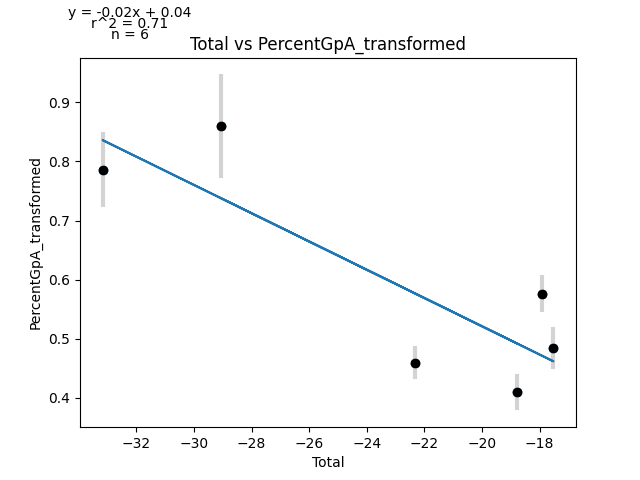 y = -0.02x + 0.04
r^2 = 0.71
n = 6
Total vs PercentGpA_transformed
PercentGpA_transformed
0.9
0.8
0.7
0.6
0.5
0.4
−32 −30 −28 −26 −24 −22 −20 −18
Total